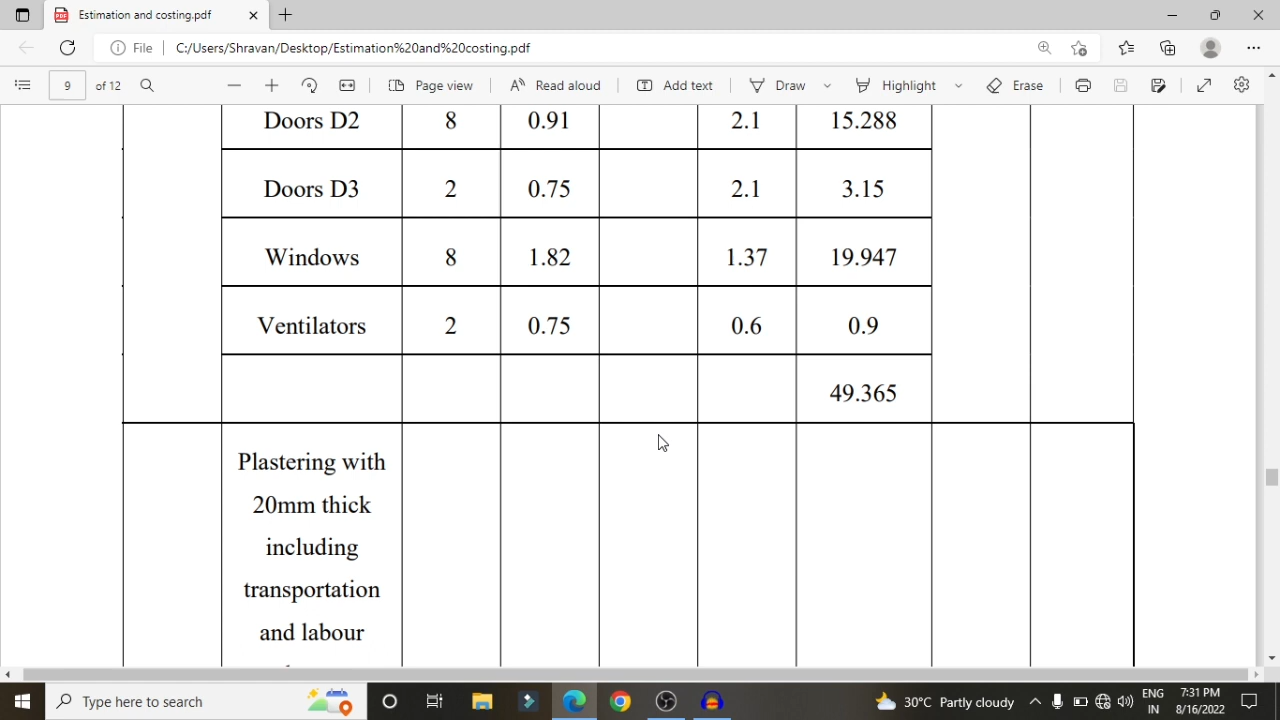 Estimation and costing.pdf
File C:/Users/Shravan/Desktop/Estimation%20and%20costing.pdf
9 of 12 Page view Read aloud Add text Draw Highlight Erase
Doors D2 8 0.91 2.1 15.288
Doors D3 2 0.75 2.1 3.15
Windows 8 1.82 1.37 19.947
Ventilators 2 0.75 0.6 0.9
49.365
Plastering with
20mm thick
including
transportation
and labour
Type here to search 30°C Partly cloudy ENG 7:31 PM
IN 8/16/2022